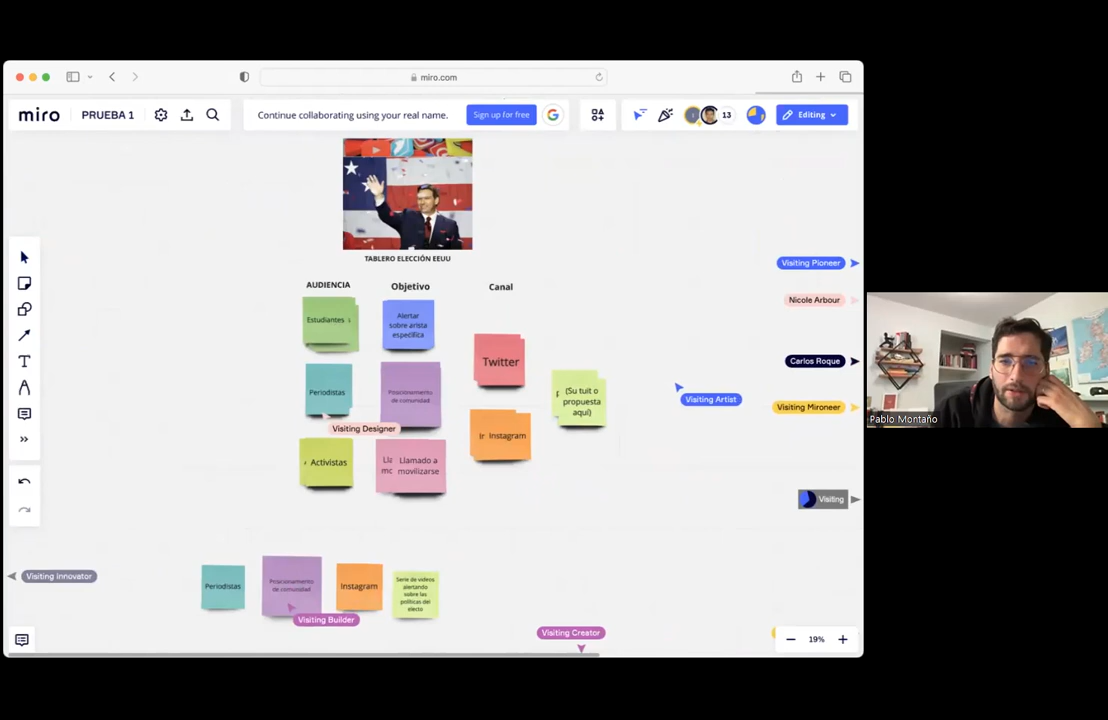 miro.com
miro
PRUEBA 1
Continue collaborating using your real name.
Sign up for free
G
13
Editing
TABLERO ELECCIÓN EEUU
AUDIENCIA
Objetivo
Canal
Estudiantes
Alertar
sobre arista
específica
Twitter
Periodistas
Posicionamiento
de comunidad
(Su tuit o
propuesta
aquí)
Visiting Designer
Instagram
Activistas
Llamado a
movilizarse
Visiting Pioneer
Nicole Arbour
Carlos Roque
Visiting Artist
Visiting Mironeer
Visiting
Visiting Innovator
Periodistas
Posicionamiento
de comunidad
Instagram
Serie de videos
alertando
sobre las
políticas del
electo
Visiting Builder
Visiting Creator
19%
Pablo Montaño